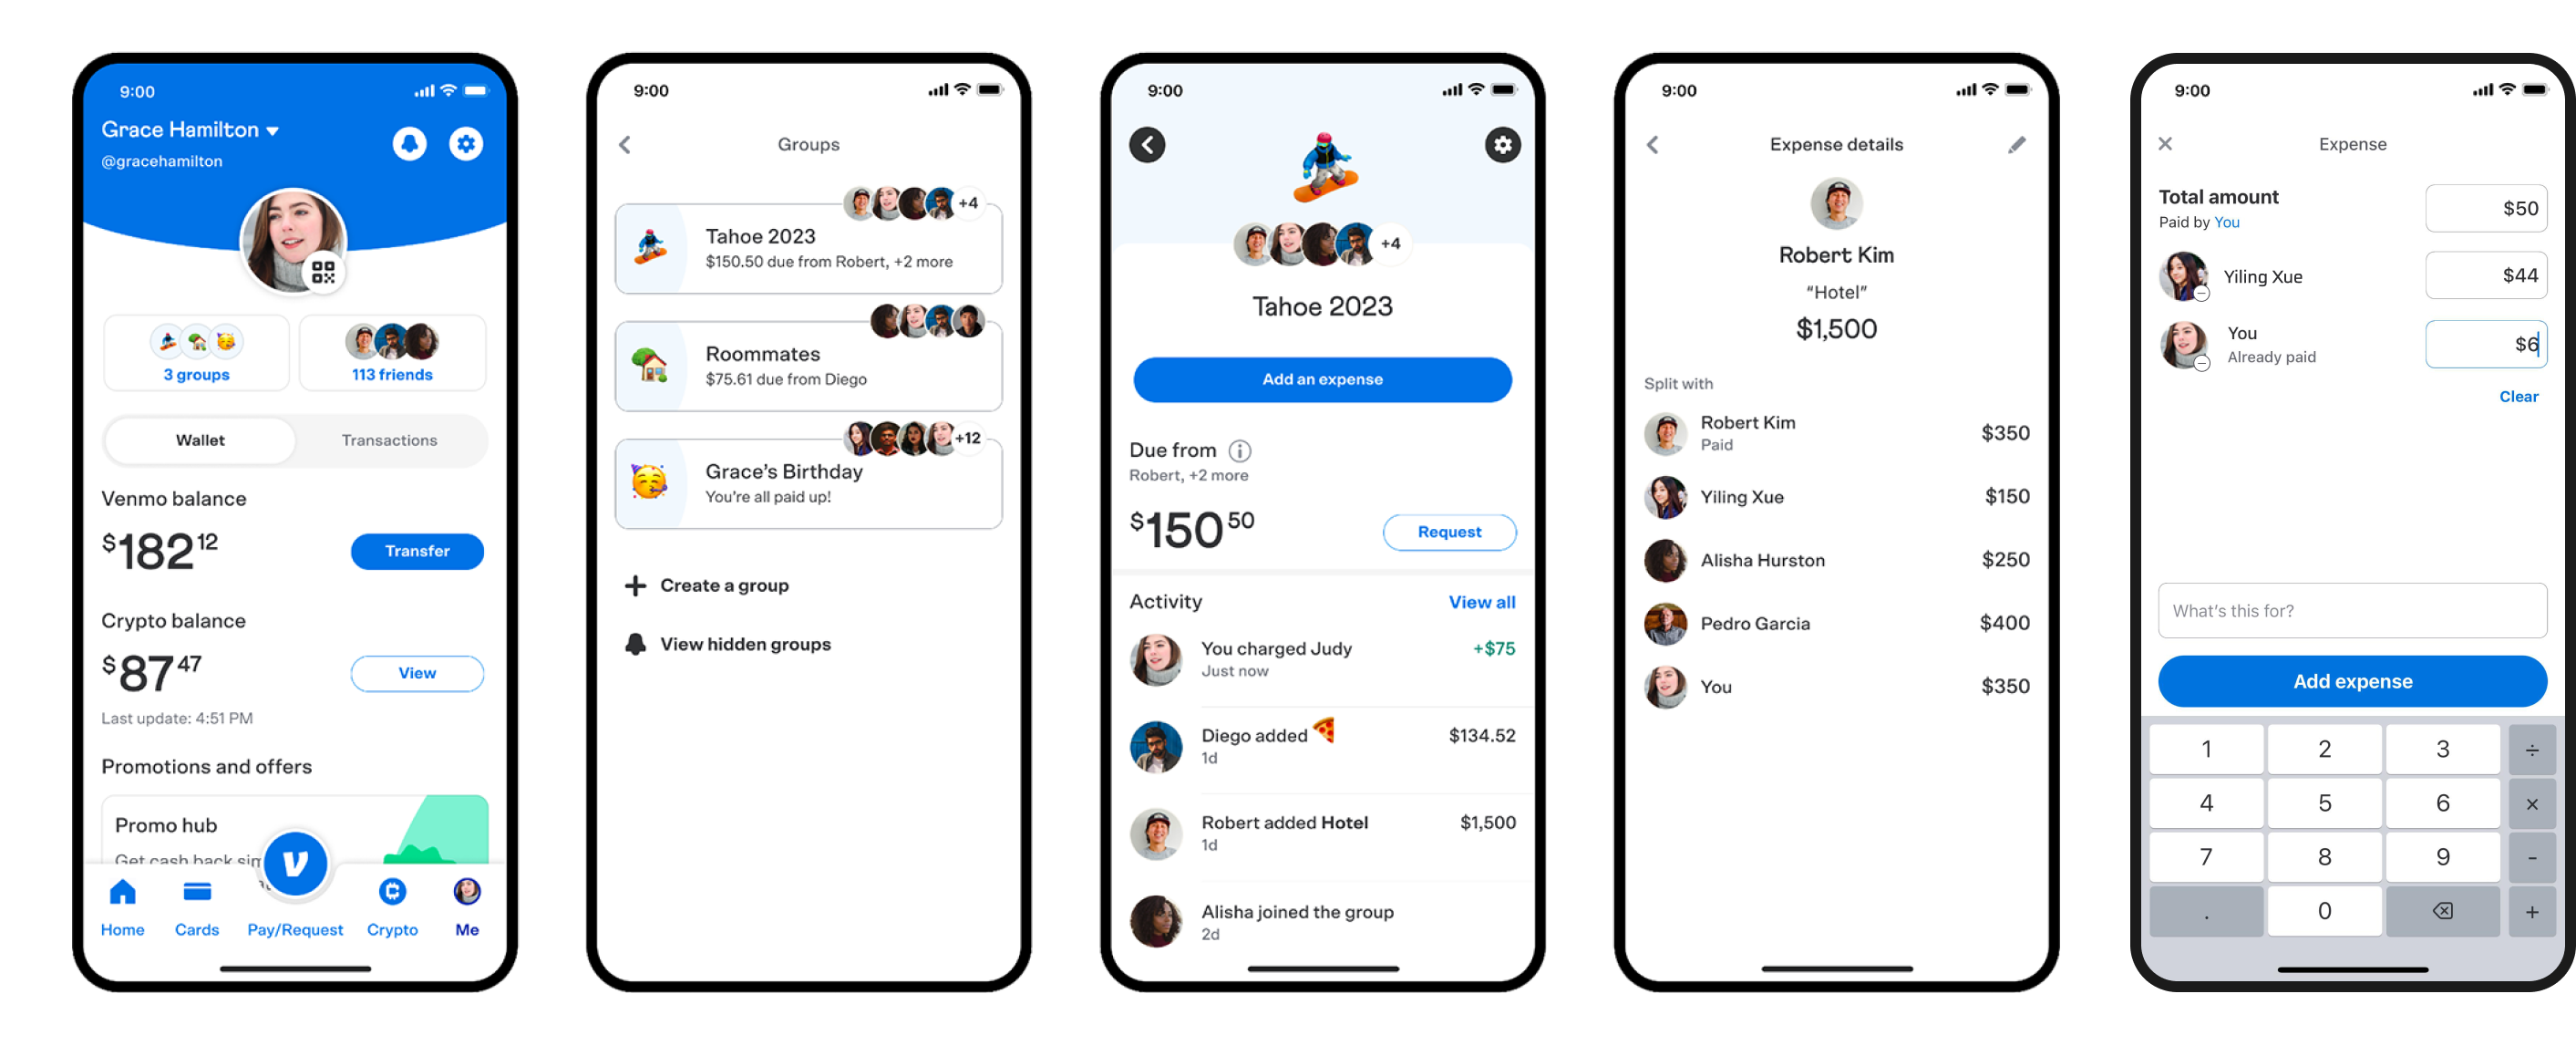 9:00
Grace Hamilton
@gracehamilton
3 groups
113 friends
Wallet
Transactions
Venmo balance
$182 12
Transfer
Crypto balance
$87 47
View
Last update: 4:51 PM
Promotions and offers
Promo hub
Get cash back sim
Home
Cards
Pay/Request
Crypto
Me
9:00
Groups
+4
Tahoe 2023
$150.50 due from Robert, +2 more
Roommates
$75.61 due from Diego
+12
Grace's Birthday
You're all paid up!
Create a group
View hidden groups
9:00
+4
Tahoe 2023
Add an expense
Due from
Robert, +2 more
$150 50
Request
Activity
View all
You charged Judy
+$75
Just now
Diego added
$134.52
1d
Robert added Hotel
$1,500
1d
Alisha joined the group
2d
9:00
Expense details
Robert Kim
“Hotel”
$1,500
Split with
Robert Kim
$350
Paid
Yiling Xue
$150
Alisha Hurston
$250
Pedro Garcia
$400
You
$350
9:00
Expense
Total amount
$50
Paid by You
Yiling Xue
$44
You
$6
Already paid
Clear
What's this for?
Add expense
1 2 3 ÷
4 5 6 ×
7 8 9 -
. 0 +